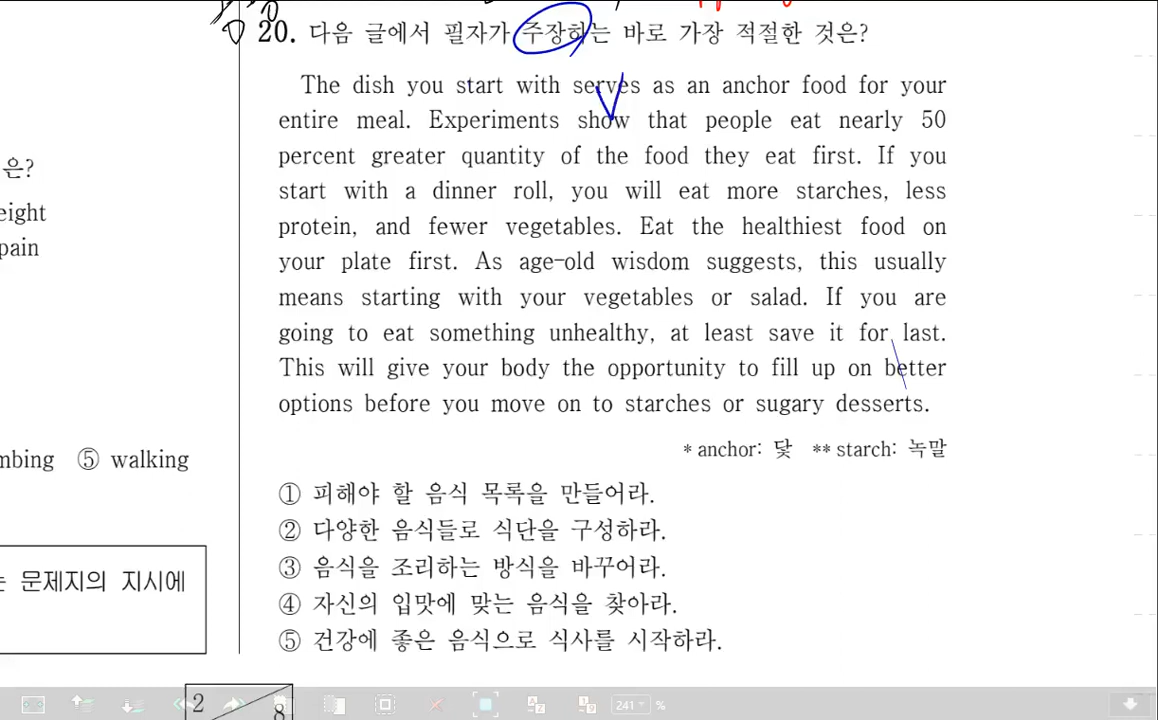 20. 다음 글에서 필자가 주장하는 바로 가장 적절한 것은?
The dish you start with serves as an anchor food for your
entire meal. Experiments show that people eat nearly 50
percent greater quantity of the food they eat first. If you
start with a dinner roll, you will eat more starches, less
protein, and fewer vegetables. Eat the healthiest food on
your plate first. As age-old wisdom suggests, this usually
means starting with your vegetables or salad. If you are
going to eat something unhealthy, at least save it for last.
This will give your body the opportunity to fill up on better
options before you move on to starches or sugary desserts.
* anchor: 닻 ** starch: 녹말
① 피해야 할 음식 목록을 만들어라.
② 다양한 음식들로 식단을 구성하라.
③ 음식을 조리하는 방식을 바꾸어라.
④ 자신의 입맛에 맞는 음식을 찾아라.
⑤ 건강에 좋은 음식으로 식사를 시작하라.
은?
eight
pain
mbing ⑤ walking
는 문제지의 지시에
2
8
241 %